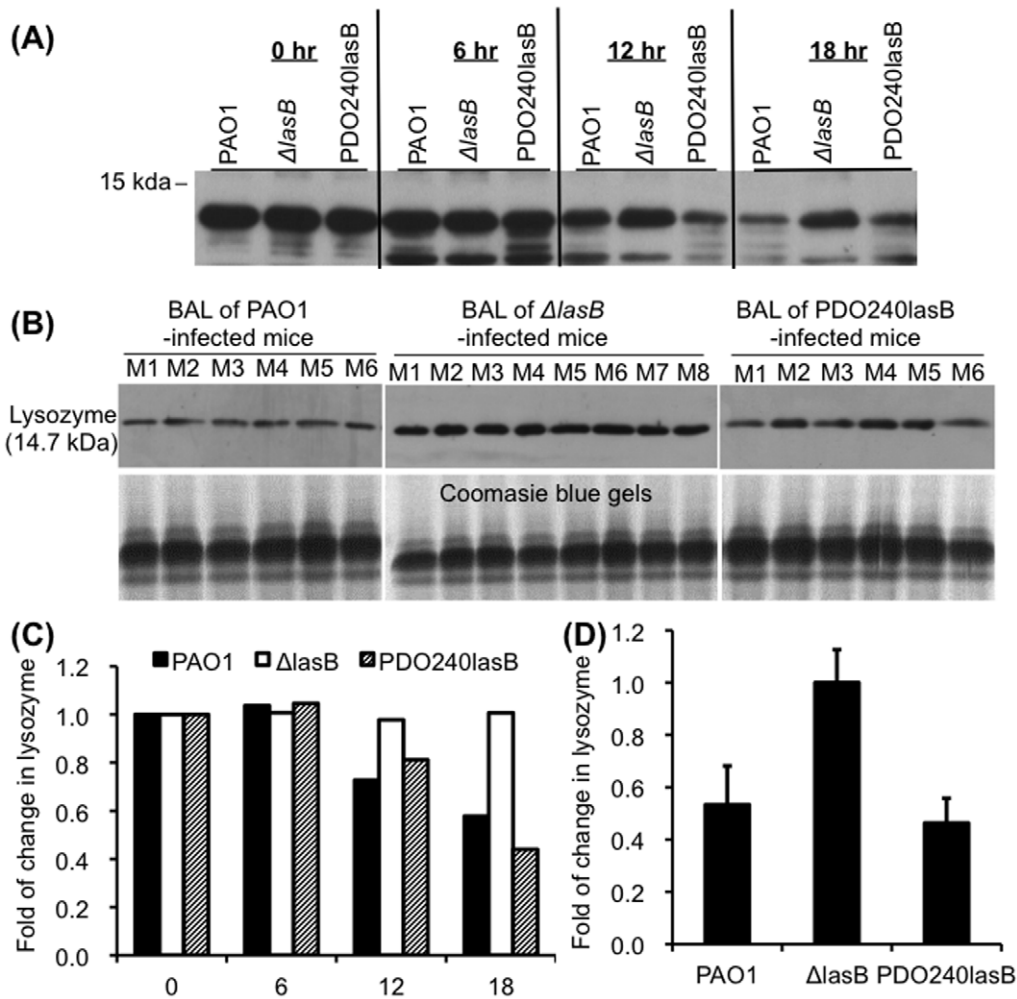 (A)
0 hr
6 hr
12 hr
18 hr
PAO1
ΔlasB
PDO240lasB
PAO1
ΔlasB
PDO240lasB
PAO1
ΔlasB
PDO240lasB
PAO1
ΔlasB
PDO240lasB
15 kda
(B)
BAL of PAO1
-infected mice
BAL of ΔlasB
-infected mice
BAL of PDO240lasB
-infected mice
M1 M2 M3 M4 M5 M6
M1 M2 M3 M4 M5 M6 M7 M8
M1 M2 M3 M4 M5 M6
Lysozyme
(14.7 kDa)
Coomasie blue gels
(C)
PAO1 ΔlasB PDO240lasB
Fold of change in lysozyme
1.2
1.0
0.8
0.6
0.4
0.2
0.0
0 6 12 18
(D)
Fold of change in lysozyme
1.2
1.0
0.8
0.6
0.4
0.2
0.0
PAO1 ΔlasB PDO240lasB